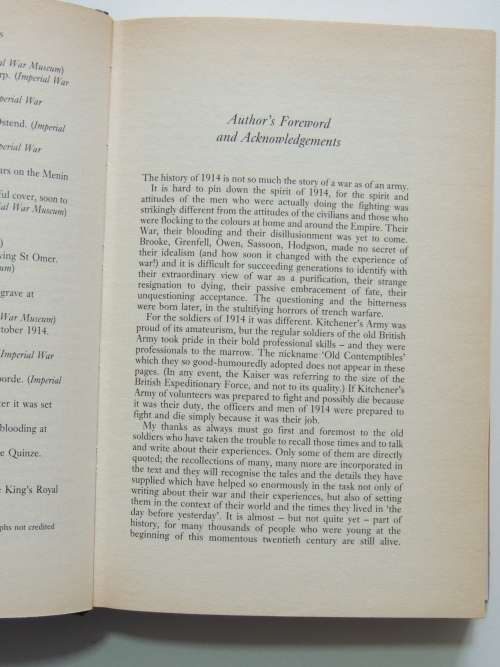 s
al War Museum)
rp. (Imperial War
perial War
Ostend. (Imperial
perial War
ars on the Menin
ful cover, soon to
rial War Museum)
)
ving St Omer.
eum)
grave at
War Museum)
ctober 1914.
Imperial War
orde. (Imperial
er it was set
blooding at
e Quinze.
e King's Royal
phs not credited
Author's Foreword
and Acknowledgements
The history of 1914 is not so much the story of a war as of an army.
It is hard to pin down the spirit of 1914, for the spirit and
attitudes of the men who were actually doing the fighting was
strikingly different from the attitudes of the civilians and those who
were flocking to the colours at home and around the Empire. Their
War, their blooding and their disillusionment was yet to come.
Brooke, Grenfell, Owen, Sassoon, Hodgson, made no secret of
their idealism (and how soon it changed with the experience of
war!) and it is difficult for succeeding generations to identify with
their extraordinary view of war as a purification, their strange
resignation to dying, their passive embracement of fate, their
unquestioning acceptance. The questioning and the bitterness
were born later, in the stultifying horrors of trench warfare.
For the soldiers of 1914 it was different. Kitchener's Army was
proud of its amateurism, but the regular soldiers of the old British
Army took pride in their bold professional skills – and they were
professionals to the marrow. The nickname 'Old Contemptibles'
which they so good-humouredly adopted does not appear in these
pages. (In any event, the Kaiser was referring to the size of the
British Expeditionary Force, and not to its quality.) If Kitchener's
Army of volunteers was prepared to fight and possibly die because
it was their duty, the officers and men of 1914 were prepared to
fight and die simply because it was their job.
My thanks as always must go first and foremost to the old
soldiers who have taken the trouble to recall those times and to talk
and write about their experiences. Only some of them are directly
quoted; the recollections of many, many more are incorporated in
the text and they will recognise the tales and the details they have
supplied which have helped so enormously in the task not only of
writing about their war and their experiences, but also of setting
them in the context of their world and the times they lived in 'the
day before yesterday'. It is almost – but not quite yet – part of
history, for many thousands of people who were young at the
beginning of this momentous twentieth century are still alive.